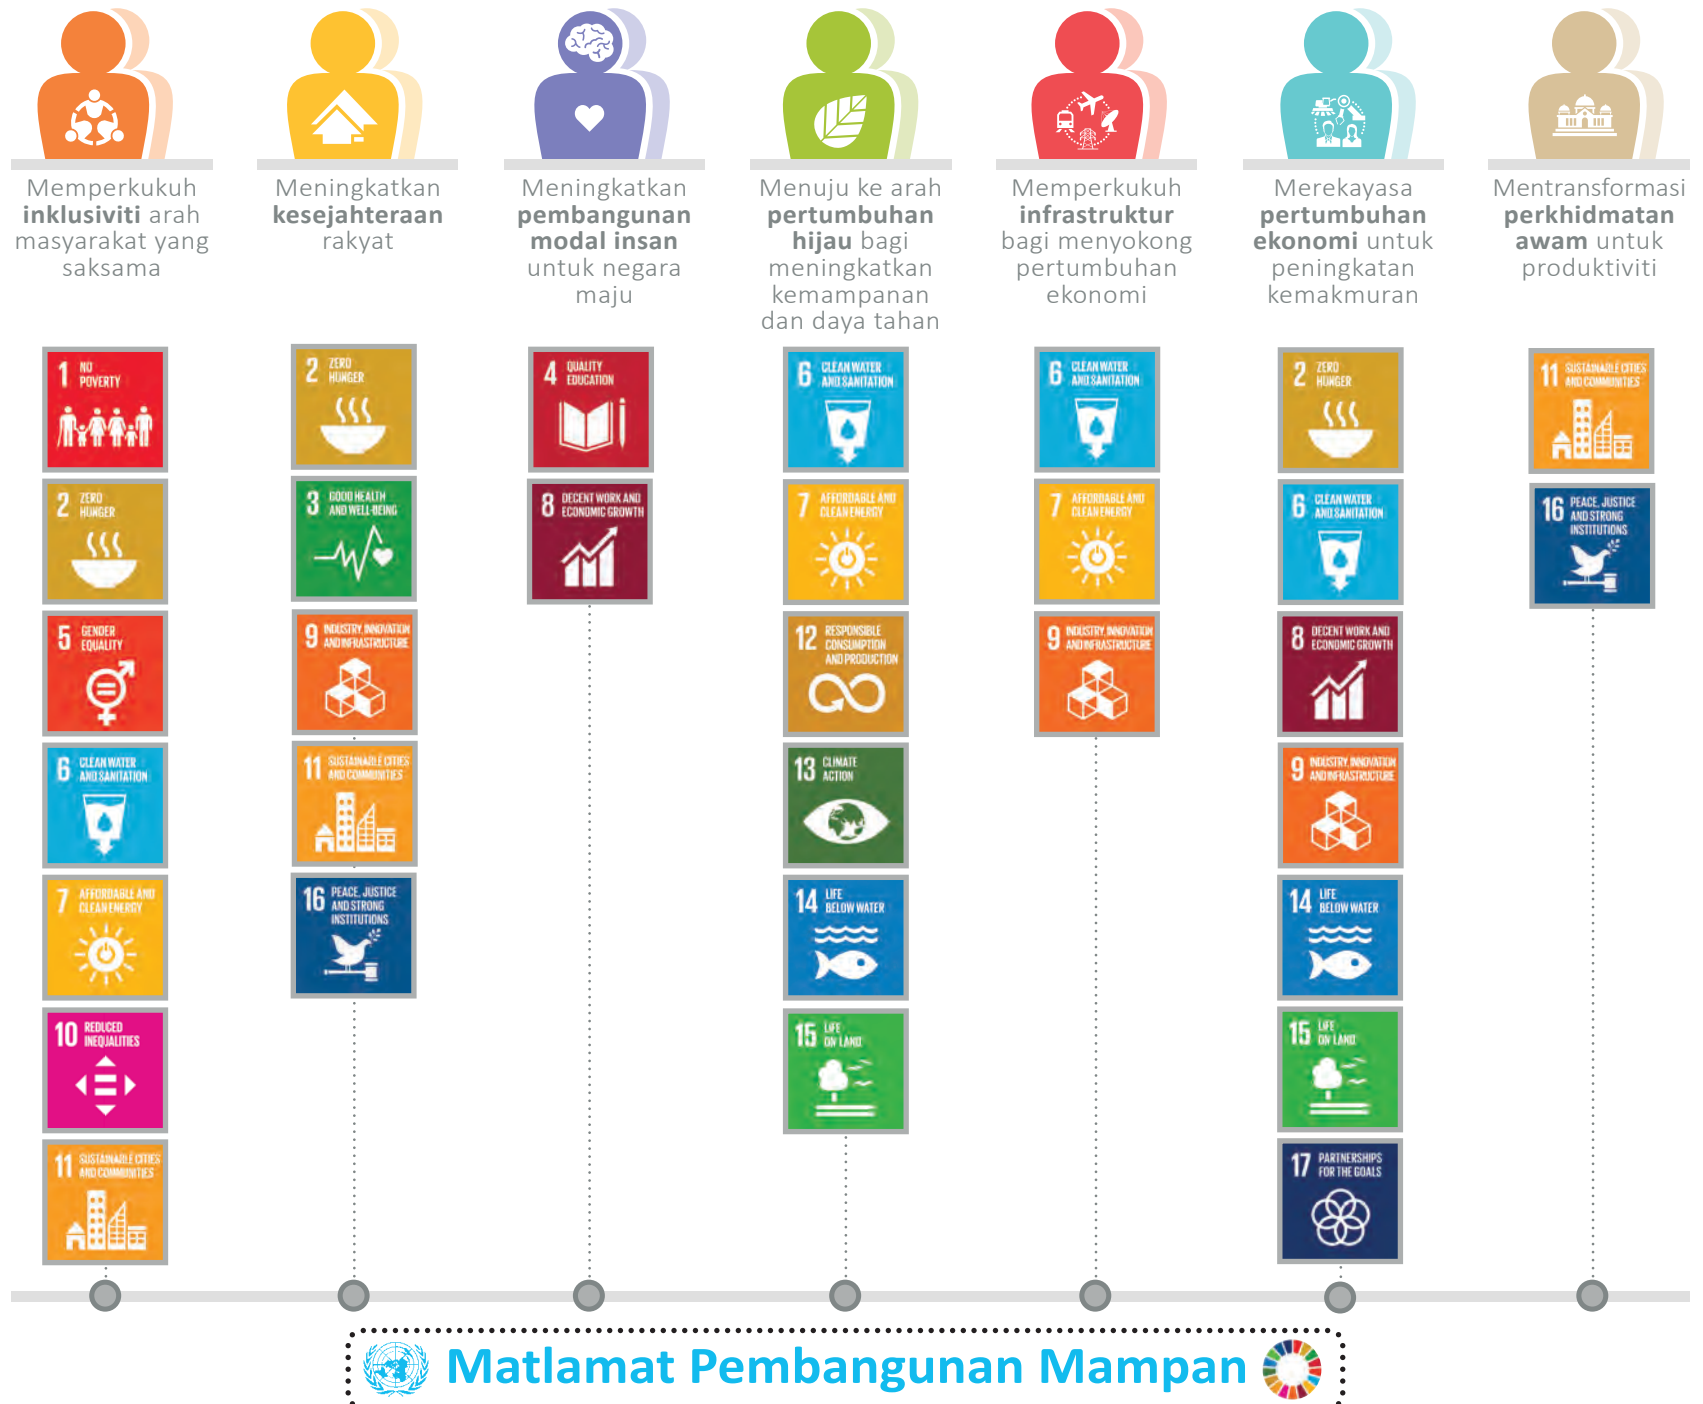 Memperkukuh
inklusiviti arah
masyarakat yang
saksama
Meningkatkan
kesejahteraan
rakyat
Meningkatkan
pembangunan
modal insan
untuk negara
maju
Menuju ke arah
pertumbuhan
hijau bagi
meningkatkan
kemampanan
dan daya tahan
Memperkukuh
infrastruktur
bagi menyokong
pertumbuhan
ekonomi
Merekayasa
pertumbuhan
ekonomi untuk
peningkatan
kemakmuran
Mentransformasi
perkhidmatan
awam untuk
produktiviti
1 NO
POVERTY
2 ZERO
HUNGER
5 GENDER
EQUALITY
6 CLEAN WATER
AND SANITATION
7 AFFORDABLE AND
CLEAN ENERGY
10 REDUCED
INEQUALITIES
11 SUSTAINABLE CITIES
AND COMMUNITIES
2 ZERO
HUNGER
3 GOOD HEALTH
AND WELL-BEING
9 INDUSTRY, INNOVATION
AND INFRASTRUCTURE
11 SUSTAINABLE CITIES
AND COMMUNITIES
16 PEACE, JUSTICE
AND STRONG
INSTITUTIONS
4 QUALITY
EDUCATION
8 DECENT WORK AND
ECONOMIC GROWTH
6 CLEAN WATER
AND SANITATION
7 AFFORDABLE AND
CLEAN ENERGY
12 RESPONSIBLE
CONSUMPTION
AND PRODUCTION
13 CLIMATE
ACTION
14 LIFE
BELOW WATER
15 LIFE
ON LAND
6 CLEAN WATER
AND SANITATION
7 AFFORDABLE AND
CLEAN ENERGY
9 INDUSTRY, INNOVATION
AND INFRASTRUCTURE
2 ZERO
HUNGER
6 CLEAN WATER
AND SANITATION
8 DECENT WORK AND
ECONOMIC GROWTH
9 INDUSTRY, INNOVATION
AND INFRASTRUCTURE
14 LIFE
BELOW WATER
15 LIFE
ON LAND
17 PARTNERSHIPS
FOR THE GOALS
11 SUSTAINABLE CITIES
AND COMMUNITIES
16 PEACE, JUSTICE
AND STRONG
INSTITUTIONS
Matlamat Pembangunan Mampan